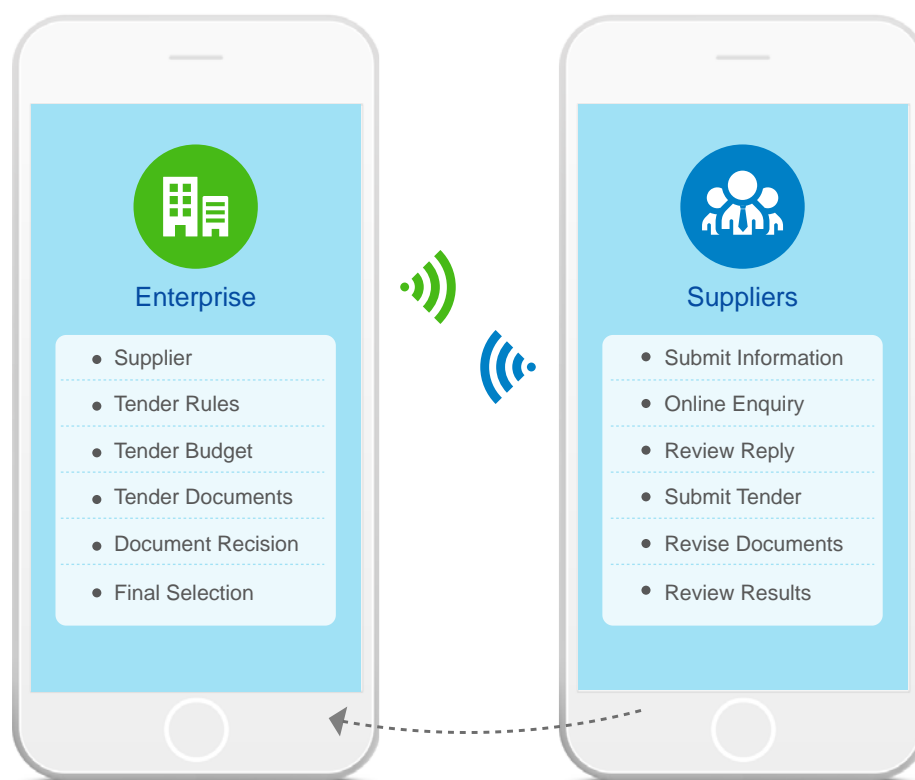 Enterprise
Supplier
Tender Rules
Tender Budget
Tender Documents
Document Recision
Final Selection
Suppliers
Submit Information
Online Enquiry
Review Reply
Submit Tender
Revise Documents
Review Results